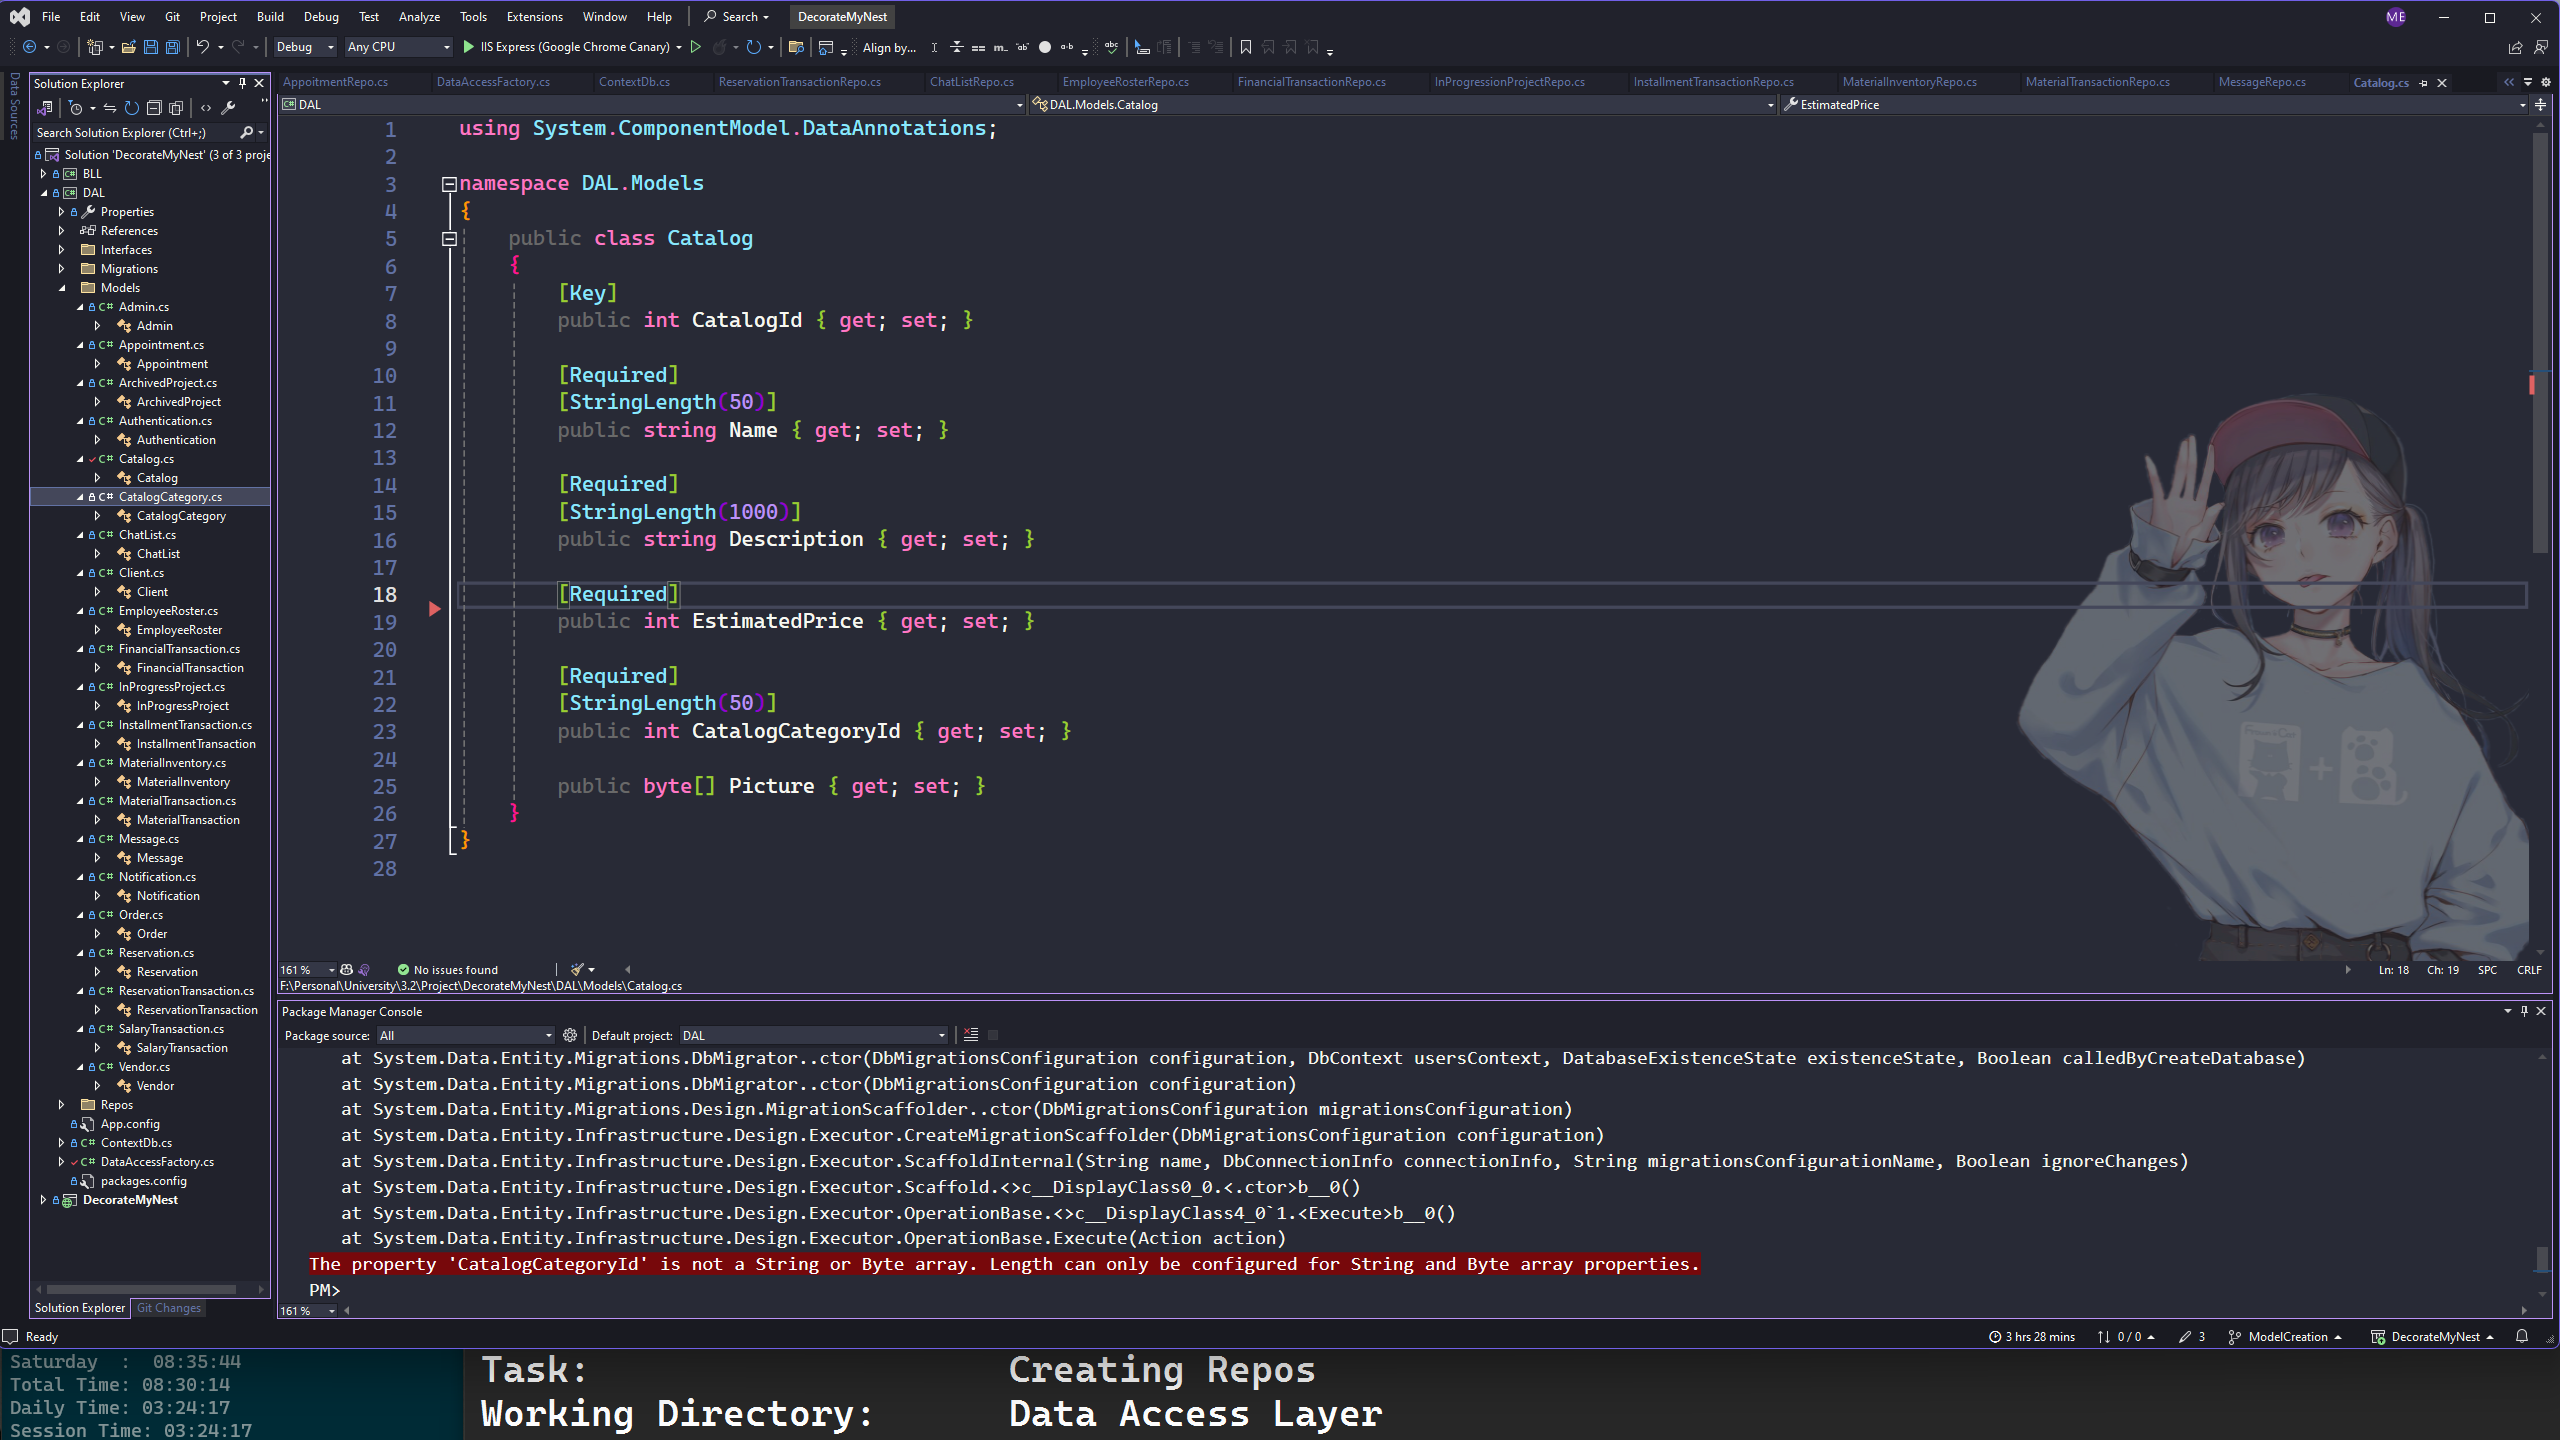 File Edit View Git Project Build Debug Test Analyze Tools Extensions Window Help Search DecorateMyNest ME
Debug Any CPU IIS Express (Google Chrome Canary) Align by...
Data Sources
Solution Explorer
Search Solution Explorer (Ctrl+;)
Solution 'DecorateMyNest' (3 of 3 proje
BLL
DAL
Properties
References
Interfaces
Migrations
Models
Admin.cs
Admin
Appointment.cs
Appointment
ArchivedProject.cs
ArchivedProject
Authentication.cs
Authentication
Catalog.cs
Catalog
CatalogCategory.cs
CatalogCategory
ChatList.cs
ChatList
Client.cs
Client
EmployeeRoster.cs
EmployeeRoster
FinancialTransaction.cs
FinancialTransaction
InProgressProject.cs
InProgressProject
InstallmentTransaction.cs
InstallmentTransaction
MaterialInventory.cs
MaterialInventory
MaterialTransaction.cs
MaterialTransaction
Message.cs
Message
Notification.cs
Notification
Order.cs
Order
Reservation.cs
Reservation
ReservationTransaction.cs
ReservationTransaction
SalaryTransaction.cs
SalaryTransaction
Vendor.cs
Vendor
Repos
App.config
ContextDb.cs
DataAccessFactory.cs
packages.config
DecorateMyNest
Solution Explorer Git Changes
AppoitmentRepo.cs DataAccessFactory.cs ContextDb.cs ReservationTransactionRepo.cs ChatListRepo.cs EmployeeRosterRepo.cs FinancialTransactionRepo.cs InProgressionProjectRepo.cs InstallmentTransactionRepo.cs MaterialInventoryRepo.cs MaterialTransactionRepo.cs MessageRepo.cs Catalog.cs
DAL DAL.Models.Catalog EstimatedPrice
1 using System.ComponentModel.DataAnnotations;
2
3 namespace DAL.Models
4 {
5 public class Catalog
6 {
7 [Key]
8 public int CatalogId { get; set; }
9
10 [Required]
11 [StringLength(50)]
12 public string Name { get; set; }
13
14 [Required]
15 [StringLength(1000)]
16 public string Description { get; set; }
17
18 [Required]
19 public int EstimatedPrice { get; set; }
20
21 [Required]
22 [StringLength(50)]
23 public int CatalogCategoryId { get; set; }
24
25 public byte[] Picture { get; set; }
26 }
27 }
28
161 % No issues found Ln: 18 Ch: 19 SPC CRLF
F:\Personal\University\3.2\Project\DecorateMyNest\DAL\Models\Catalog.cs
Package Manager Console
Package source: All Default project: DAL
at System.Data.Entity.Migrations.DbMigrator..ctor(DbMigrationsConfiguration configuration, DbContext usersContext, DatabaseExistenceState existenceState, Boolean calledByCreateDatabase)
at System.Data.Entity.Migrations.DbMigrator..ctor(DbMigrationsConfiguration configuration)
at System.Data.Entity.Migrations.Design.MigrationScaffolder..ctor(DbMigrationsConfiguration migrationsConfiguration)
at System.Data.Entity.Infrastructure.Design.Executor.CreateMigrationScaffolder(DbMigrationsConfiguration configuration)
at System.Data.Entity.Infrastructure.Design.Executor.ScaffoldInternal(String name, DbConnectionInfo connectionInfo, String migrationsConfigurationName, Boolean ignoreChanges)
at System.Data.Entity.Infrastructure.Design.Executor.Scaffold.<>c__DisplayClass0_0.<.ctor>b__0()
at System.Data.Entity.Infrastructure.Design.Executor.OperationBase.<>c__DisplayClass4_0`1.<Execute>b__0()
at System.Data.Entity.Infrastructure.Design.Executor.OperationBase.Execute(Action action)
The property 'CatalogCategoryId' is not a String or Byte array. Length can only be configured for String and Byte array properties.
PM>
161 %
Ready 3 hrs 28 mins 0 / 0 3 ModelCreation DecorateMyNest
Saturday : 08:35:44
Total Time: 08:30:14
Daily Time: 03:24:17
Session Time: 03:24:17
Task: Creating Repos
Working Directory: Data Access Layer